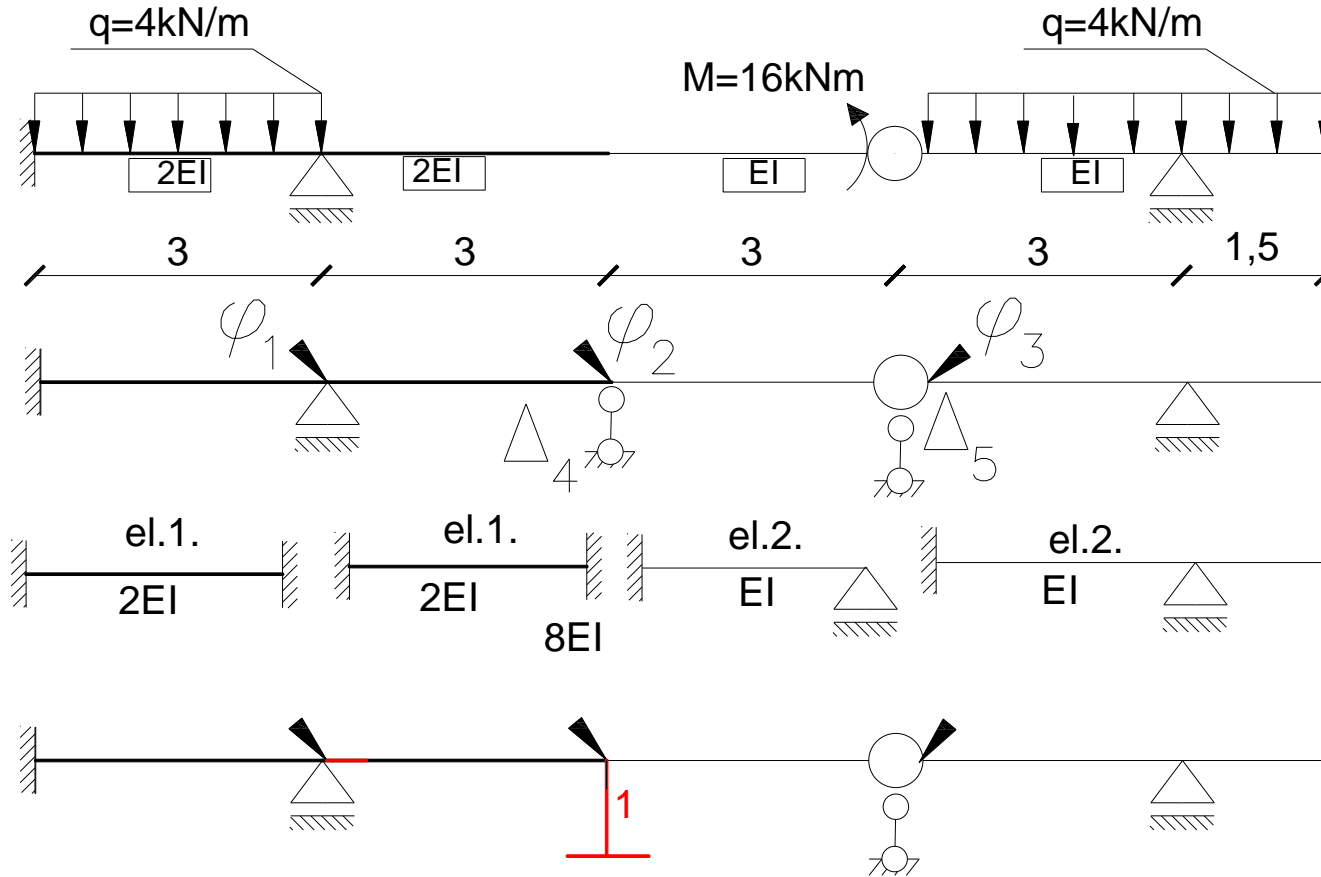 q=4kN/m q=4kN/m
M=16kNm
2EI 2EI EI EI
3 3 3 3 1,5
φ1 φ2 φ3
Δ4 Δ5
el.1. el.1. el.2. el.2.
2EI 2EI EI EI
8EI
1